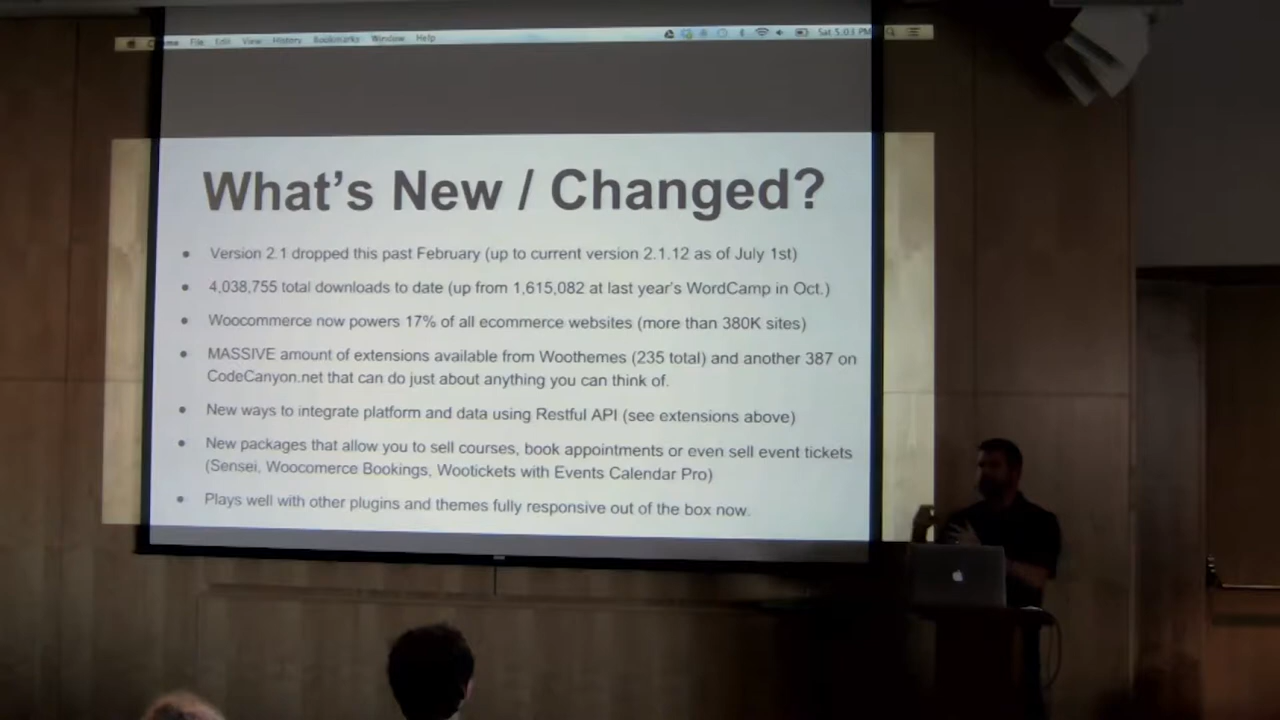 File Edit View History Bookmarks Window Help Sat 5:03 PM
What's New / Changed?
Version 2.1 dropped this past February (up to current version 2.1.12 as of July 1st)
4,038,755 total downloads to date (up from 1,615,082 at last year's WordCamp in Oct.)
Woocommerce now powers 17% of all ecommerce websites (more than 380K sites)
MASSIVE amount of extensions available from Woothemes (235 total) and another 387 on
CodeCanyon.net that can do just about anything you can think of.
New ways to integrate platform and data using Restful API (see extensions above)
New packages that allow you to sell courses, book appointments or even sell event tickets
(Sensei, Woocomerce Bookings, Wootickets with Events Calendar Pro)
Plays well with other plugins and themes fully responsive out of the box now.